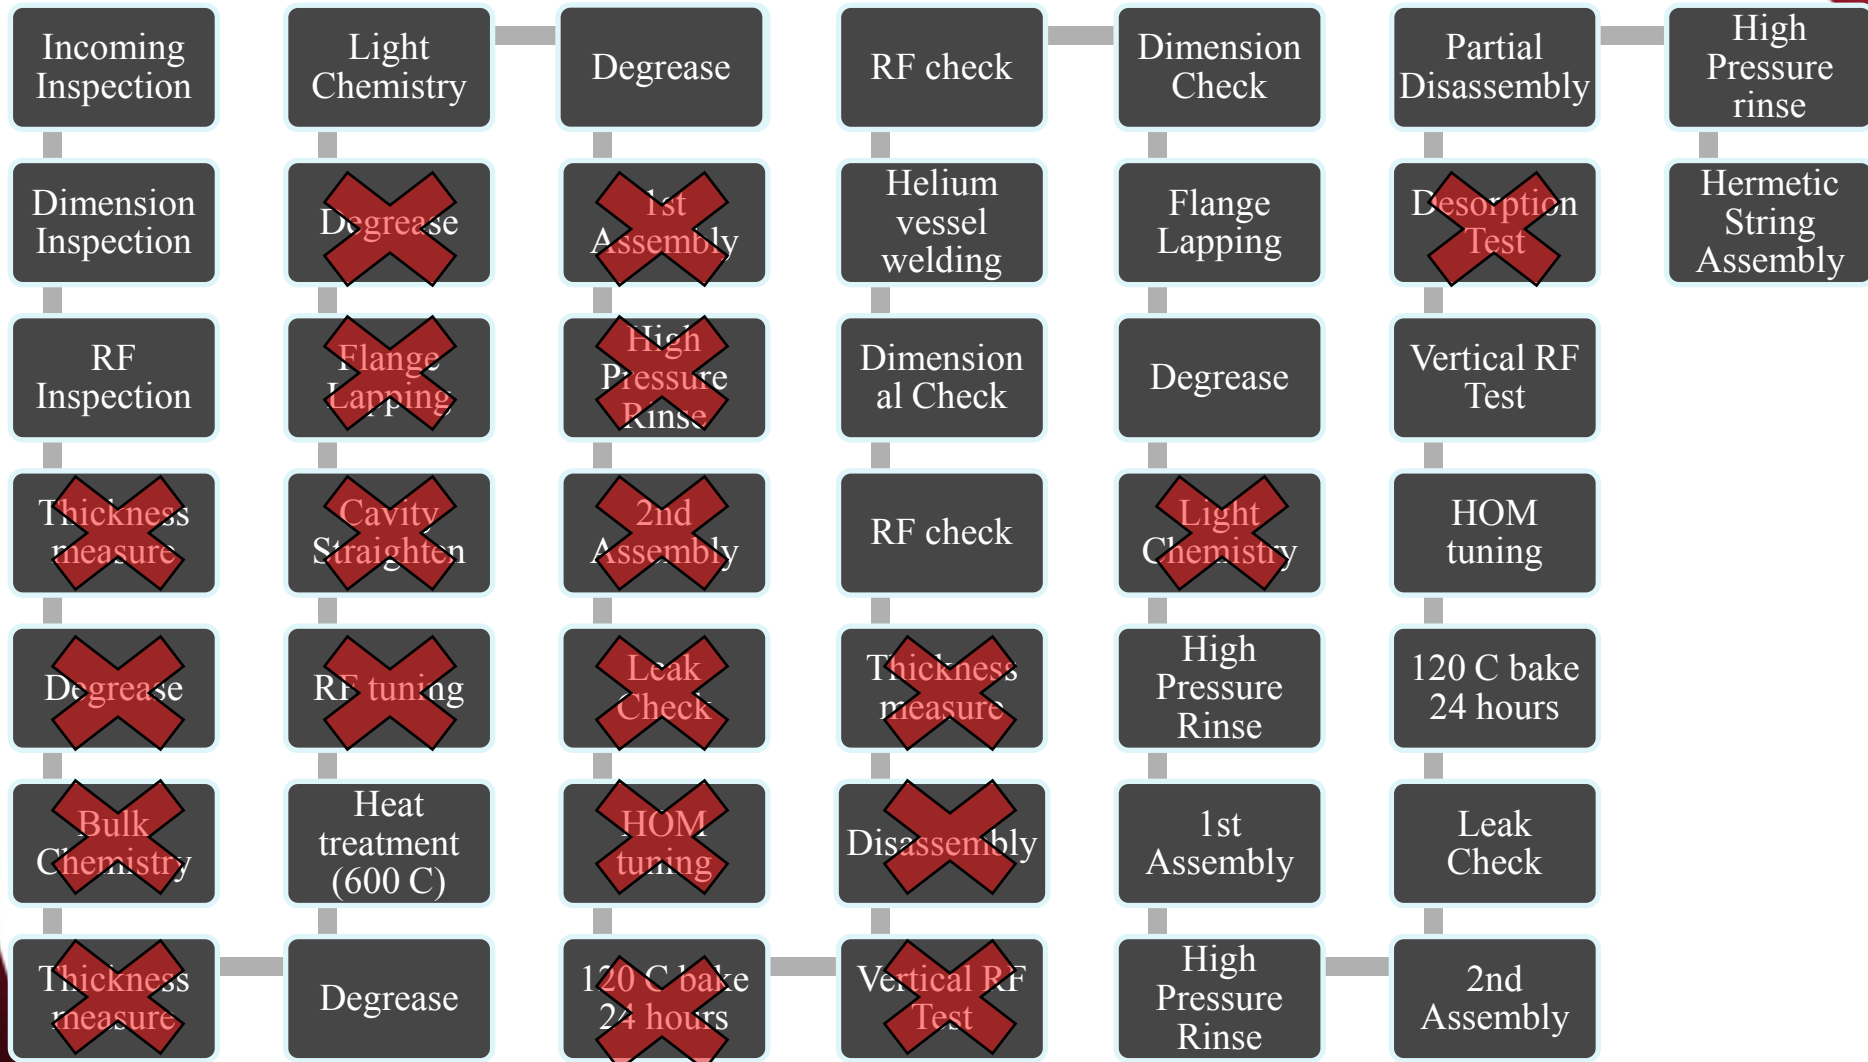 Incoming
Inspection
Dimension
Inspection
RF
Inspection
Thickness
measure
Degrease
Bulk
Chemistry
Thickness
measure
Light
Chemistry
Degrease
Flange
Lapping
Cavity
Straighten
RF tuning
Heat
treatment
(600 C)
Degrease
Degrease
1st
Assembly
High
Pressure
Rinse
2nd
Assembly
Leak
Check
HOM
tuning
120 C bake
24 hours
RF check
Helium
vessel
welding
Dimension
al Check
RF check
Thickness
measure
Disassembly
Vertical RF
Test
Dimension
Check
Flange
Lapping
Degrease
Light
Chemistry
High
Pressure
Rinse
1st
Assembly
High
Pressure
Rinse
Partial
Disassembly
Desorption
Test
Vertical RF
Test
HOM
tuning
120 C bake
24 hours
Leak
Check
2nd
Assembly
High
Pressure
rinse
Hermetic
String
Assembly